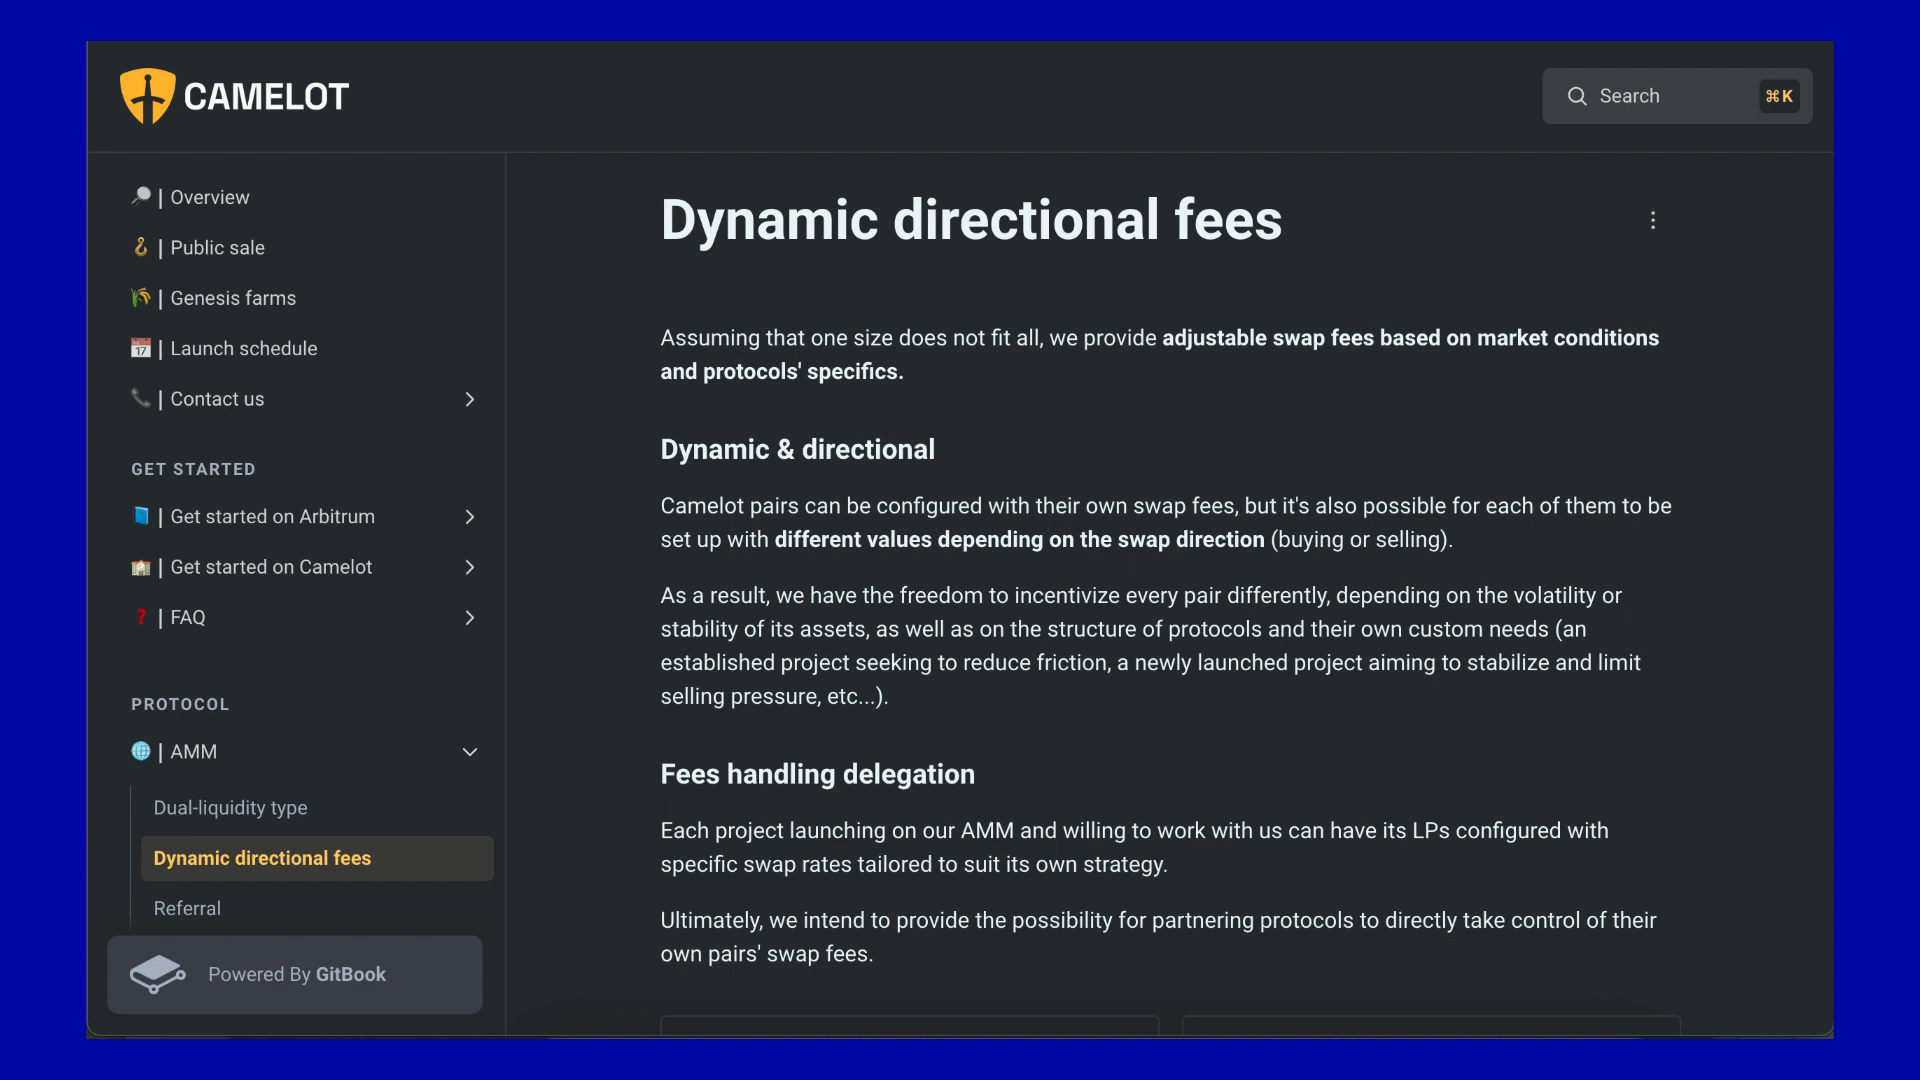 CAMELOT
Search
⌘K
| Overview
| Public sale
| Genesis farms
17 | Launch schedule
| Contact us
GET STARTED
| Get started on Arbitrum
| Get started on Camelot
❓ | FAQ
PROTOCOL
| AMM
Dual-liquidity type
Dynamic directional fees
Referral
Powered By GitBook
Dynamic directional fees
Assuming that one size does not fit all, we provide adjustable swap fees based on market conditions
and protocols' specifics.
Dynamic & directional
Camelot pairs can be configured with their own swap fees, but it's also possible for each of them to be
set up with different values depending on the swap direction (buying or selling).
As a result, we have the freedom to incentivize every pair differently, depending on the volatility or
stability of its assets, as well as on the structure of protocols and their own custom needs (an
established project seeking to reduce friction, a newly launched project aiming to stabilize and limit
selling pressure, etc...).
Fees handling delegation
Each project launching on our AMM and willing to work with us can have its LPs configured with
specific swap rates tailored to suit its own strategy.
Ultimately, we intend to provide the possibility for partnering protocols to directly take control of their
own pairs' swap fees.